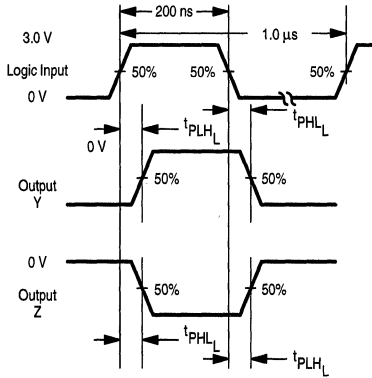 200 ns
3.0 V
1.0 µs
Logic Input
50%
50%
50%
0 V
tPLHL
tPHLL
0 V
50%
50%
Output
Y
0 V
50%
50%
Output
Z
tPHLL
tPLHL